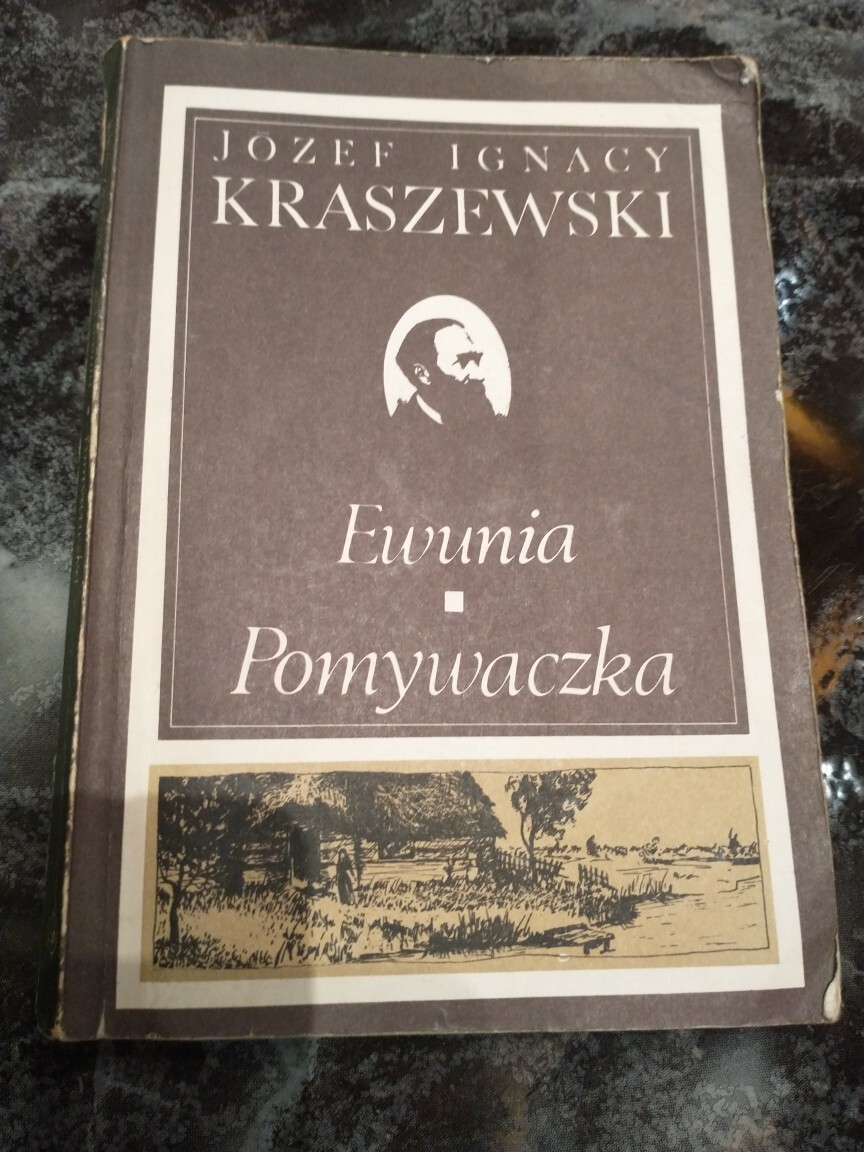 JÓZEF IGNACY
KRASZEWSKI
Ewunia
Pomywaczka